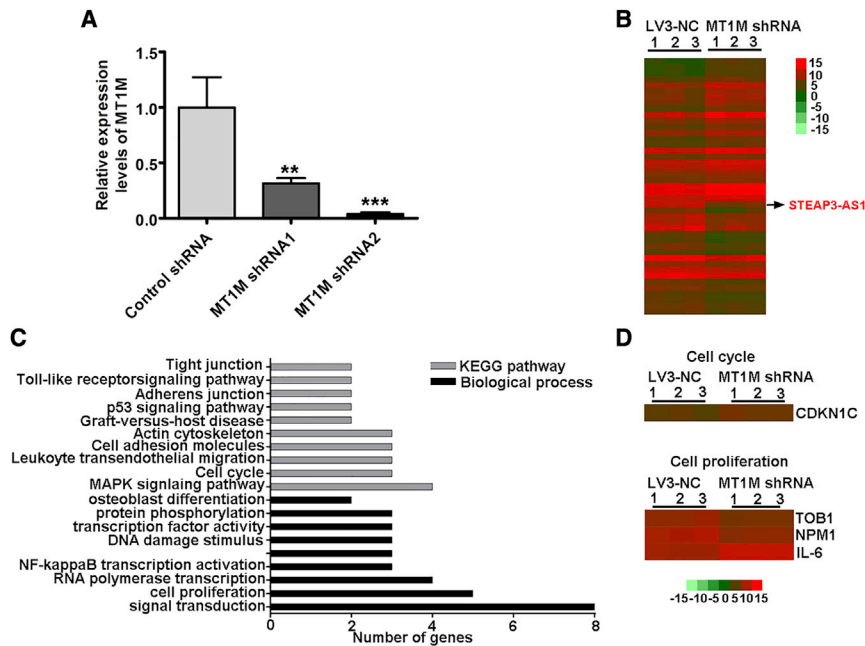 A
Relative expression
levels of MT1M
1.0
0.5
0.0
**
***
Control shRNA
MT1M shRNA1
MT1M shRNA2
B
LV3-NC MT1M shRNA
1 2 3 1 2 3
15
10
5
0
-5
-10
-15
STEAP3-AS1
C
Tight junction
Toll-like receptorsignaling pathway
Adherens junction
p53 signaling pathway
Graft-versus-host disease
Actin cytoskeleton
Cell adhesion molecules
Leukoyte transendothelial migration
Cell cycle
MAPK signlaing pathway
osteoblast differentiation
protein phosphorylation
transcription factor activity
DNA damage stimulus
NF-kappaB transcription activation
RNA polymerase transcription
cell proliferation
signal transduction
KEGG pathway
Biological process
0 2 4 6 8
Number of genes
D
Cell cycle
LV3-NC MT1M shRNA
1 2 3 1 2 3
CDKN1C
Cell proliferation
LV3-NC MT1M shRNA
1 2 3 1 2 3
TOB1
NPM1
IL-6
-15 -10 -5 0 5 10 15